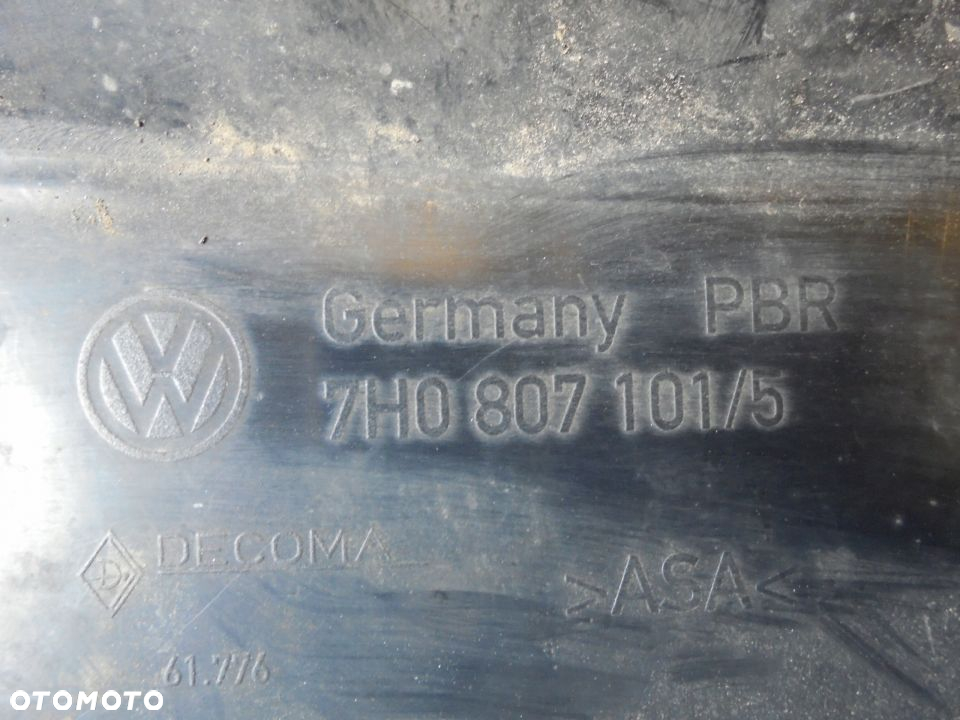 Germany PBR
7H0 807 101/5
DECOMA
D.
>ASA<
61.776
OTOMOTO